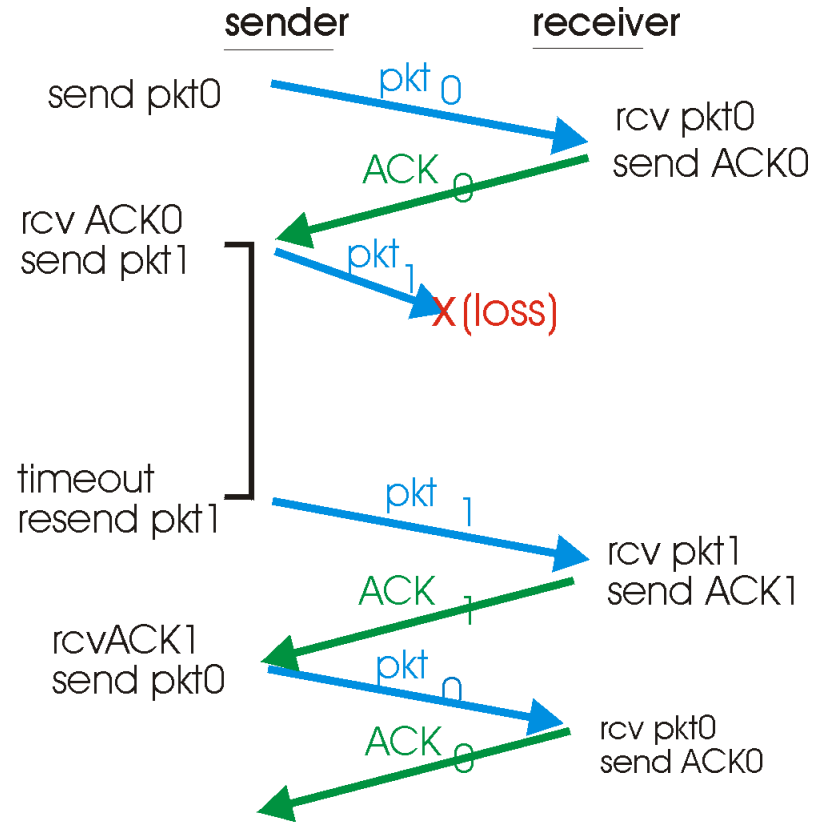 sender
receiver
send pkt0
pkt 0
rcv pkt0
send ACK0
ACK 0
rcv ACK0
send pkt1
pkt 1
X(loss)
timeout
resend pkt1
pkt 1
rcv pkt1
send ACK1
ACK 1
rcvACK1
send pkt0
pkt 0
rcv pkt0
send ACK0
ACK 0